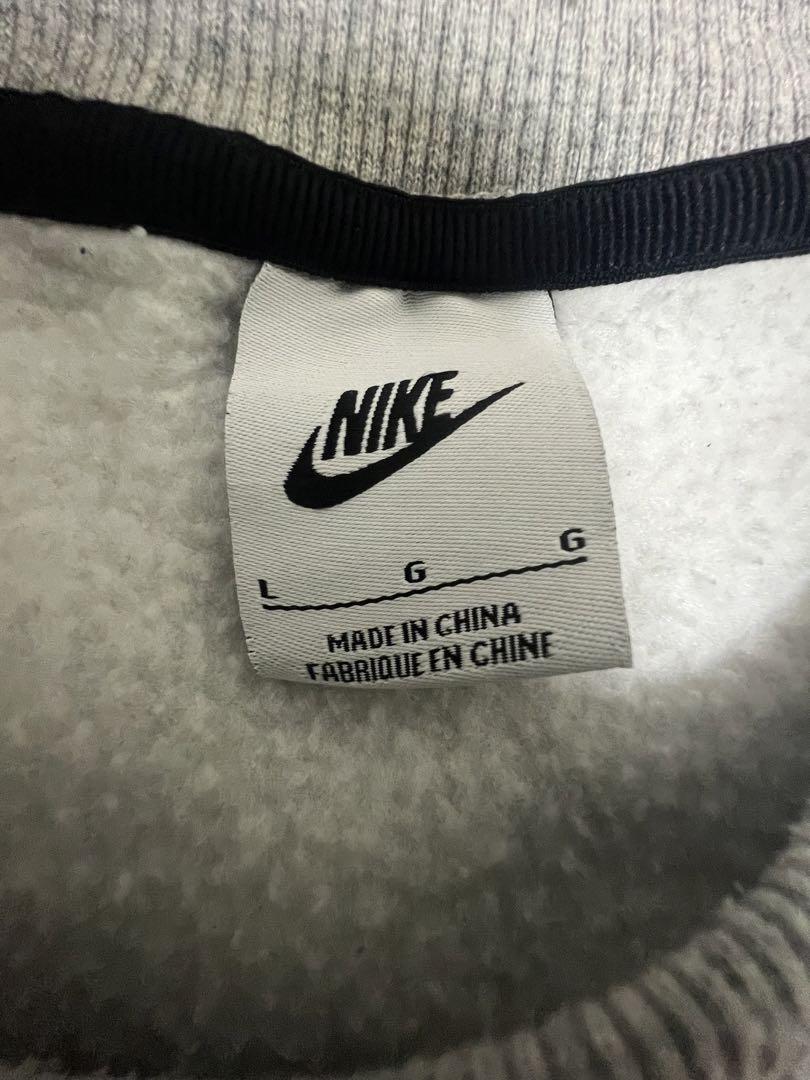 NIKE
L G G
MADE IN CHINA
FABRIQUE EN CHINE